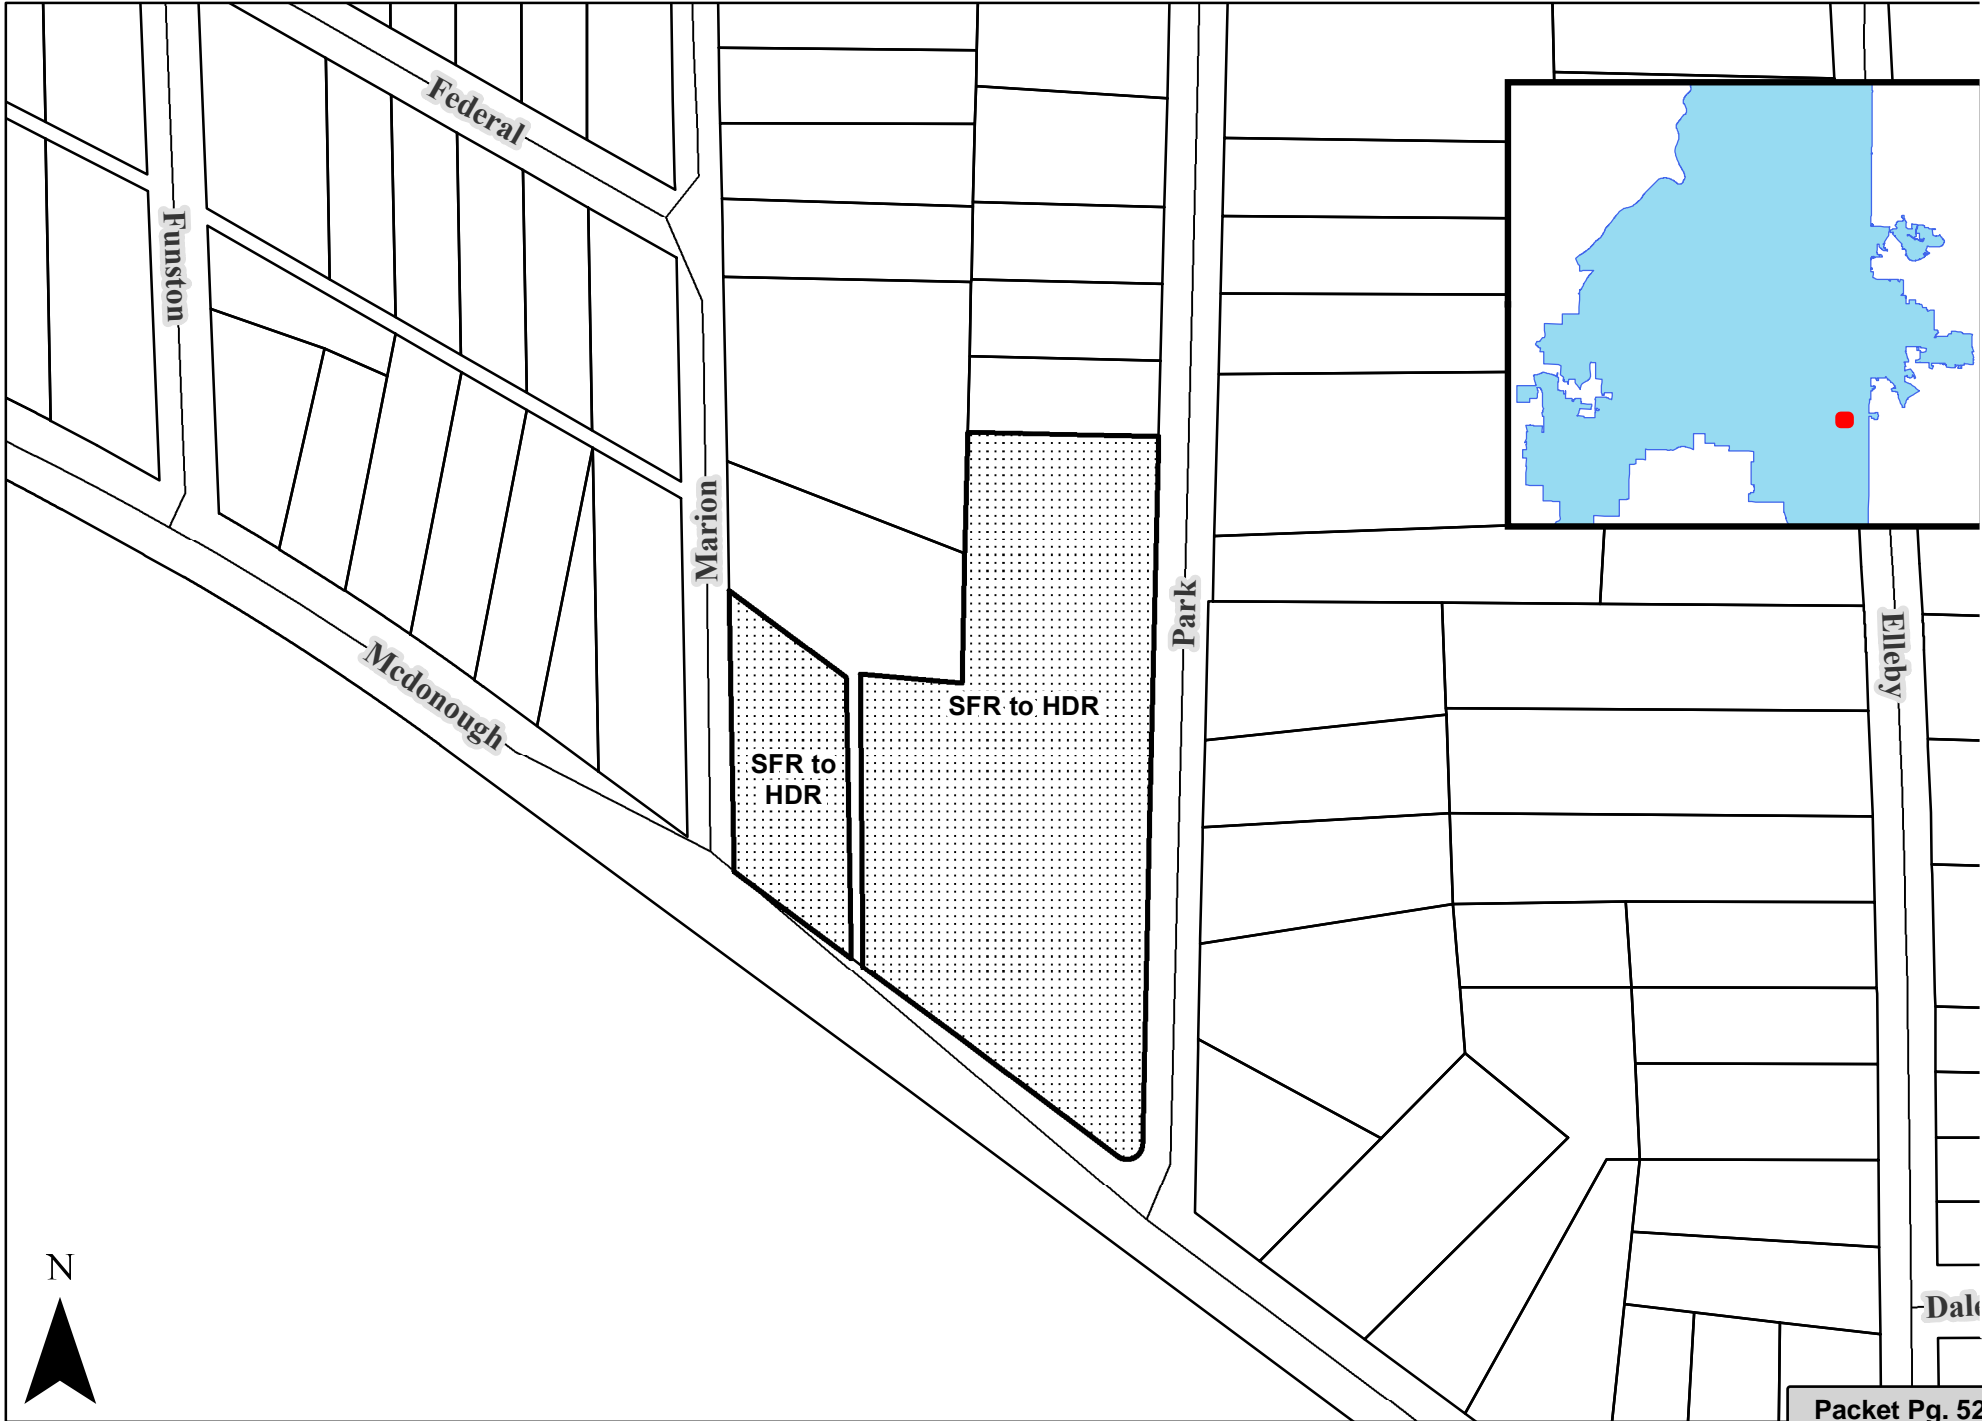 Federal
Funston
Marion
Park
Elleby
Mcdonough
SFR to HDR
SFR to
HDR
N
Packet Pg. 52